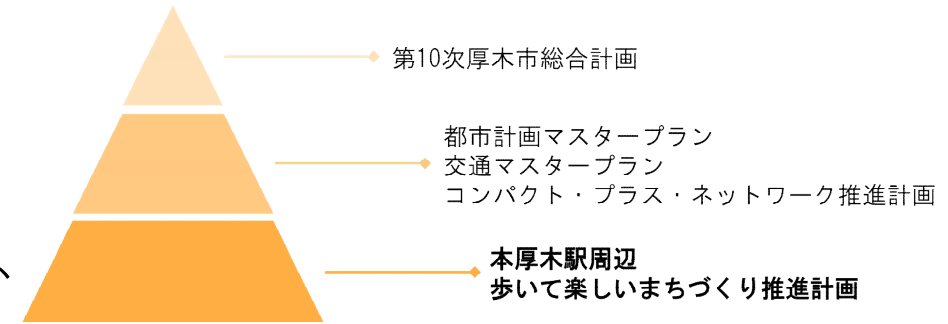 第10次厚木市総合計画
都市計画マスタープラン
交通マスタープラン
コンパクト・プラス・ネットワーク推進計画
本厚木駅周辺
歩いて楽しいまちづくり推進計画